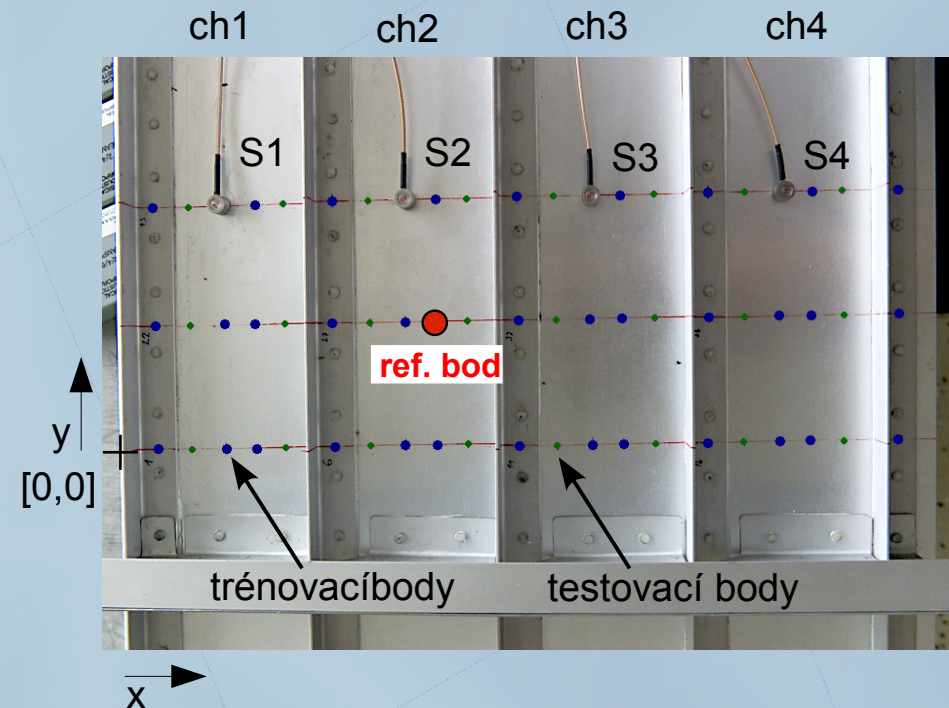 ch1 ch2 ch3 ch4
S1 S2 S3 S4
ref. bod
y
[0,0]
trénovacíbody testovací body
x